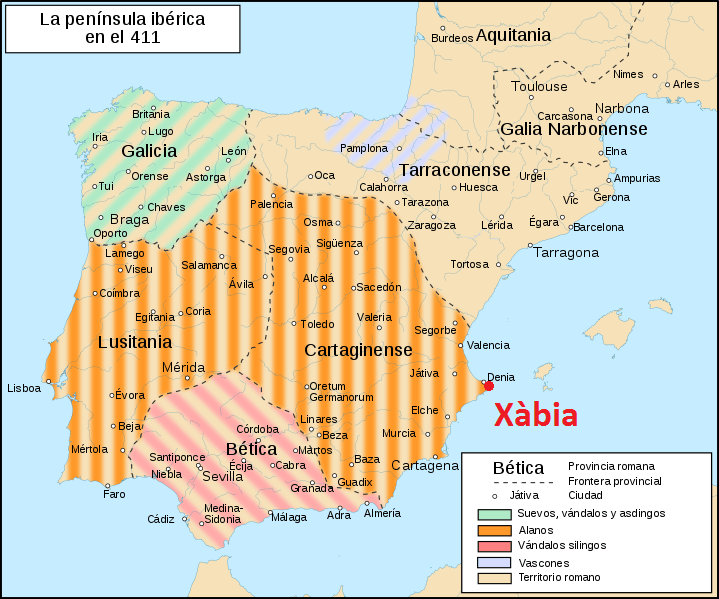 La península ibérica
en el 411
Burdeos
Aquitania
Nimes
Arles
Toulouse
Carcasona
Narbona
Galia Narbonense
Elna
Britania
Lugo
Iria
Galicia
León
Orense
Astorga
Tui
Chaves
Braga
Oporto
Pamplona
Tarraconense
Oca
Calahorra
Huesca
Urgel
Ampurias
Vic
Gerona
Palencia
Tarazona
Osma
Zaragoza
Lérida
Égara
Barcelona
Lamego
Segovia
Sigüenza
Tarragona
Viseu
Salamanca
Tortosa
Ávila
Alcalá
Sacedón
Coímbra
Egitania
Coria
Toledo
Valeria
Segorbe
Lusitania
Cartaginense
Valencia
Mérida
Játiva
Denia
Lisboa
Évora
Oretum
Germanorum
Elche
Xàbia
Linares
Beja
Córdoba
Beza
Murcia
Mértola
Bética
Martos
Santiponce
Écija
Cabra
Baza
Cartagena
Niebla
Sevilla
Guadix
Granada
Faro
Medina-
Sidonia
Cádiz
Málaga
Adra
Almería
Bética Provincia romana
Frontera provincial
Játiva Ciudad
Suevos, vándalos y asdingos
Alanos
Vándalos silingos
Vascones
Territorio romano